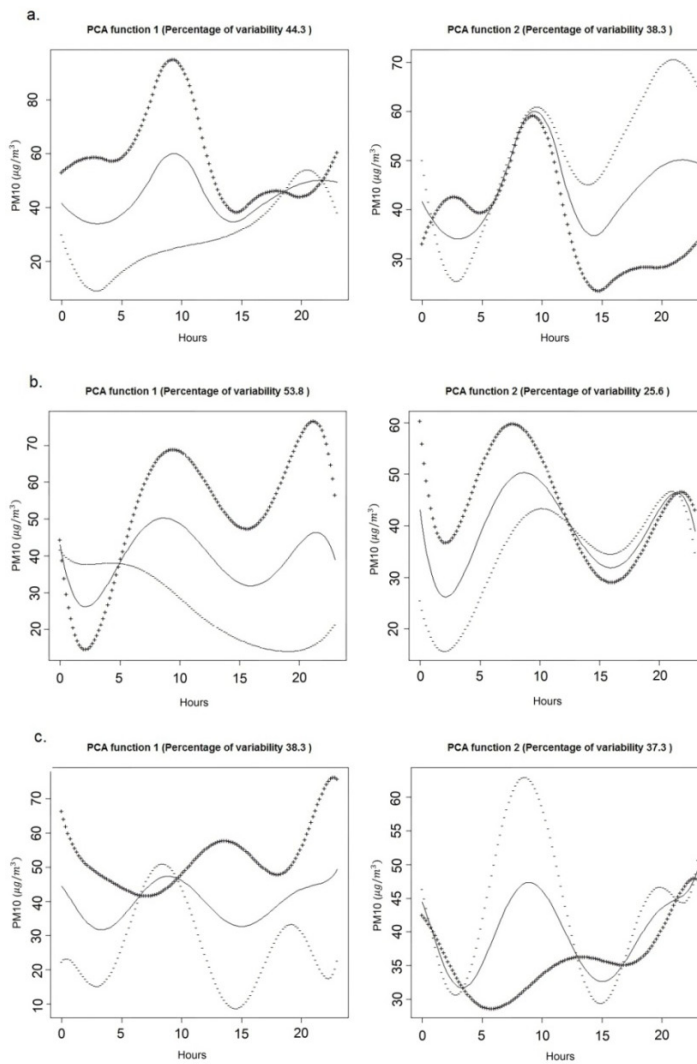 a.
PCA function 1 (Percentage of variability 44.3 )
PCA function 2 (Percentage of variability 38.3 )
PM10 (μg/m³)
80
60
40
20
0 5 10 15 20
Hours
PM10 (μg/m³)
70
60
50
40
30
0 5 10 15 20
Hours
b.
PCA function 1 (Percentage of variability 53.8 )
PCA function 2 (Percentage of variability 25.6 )
PM10 (μg/m³)
70
60
50
40
30
20
0 5 10 15 20
Hours
PM10 (μg/m³)
60
50
40
30
20
0 5 10 15 20
Hours
c.
PCA function 1 (Percentage of variability 38.3 )
PCA function 2 (Percentage of variability 37.3 )
PM10 (μg/m³)
70
60
50
40
30
20
10
0 5 10 15 20
Hours
PM10 (μg/m³)
60
55
50
45
40
35
30
0 5 10 15 20
Hours